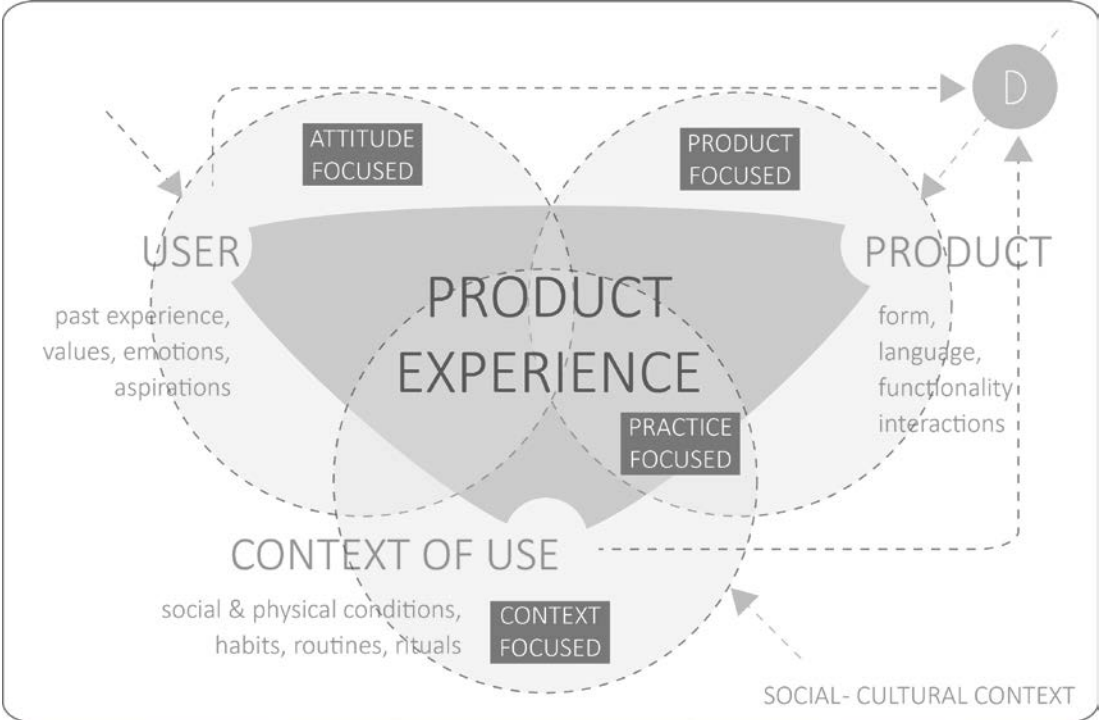 D
ATTITUDE
FOCUSED
PRODUCT
FOCUSED
USER
past experience,
values, emotions,
aspirations
PRODUCT
form,
language,
functionality
interactions
PRODUCT
EXPERIENCE
PRACTICE
FOCUSED
CONTEXT OF USE
social & physical conditions,
habits, routines, rituals
CONTEXT
FOCUSED
SOCIAL- CULTURAL CONTEXT